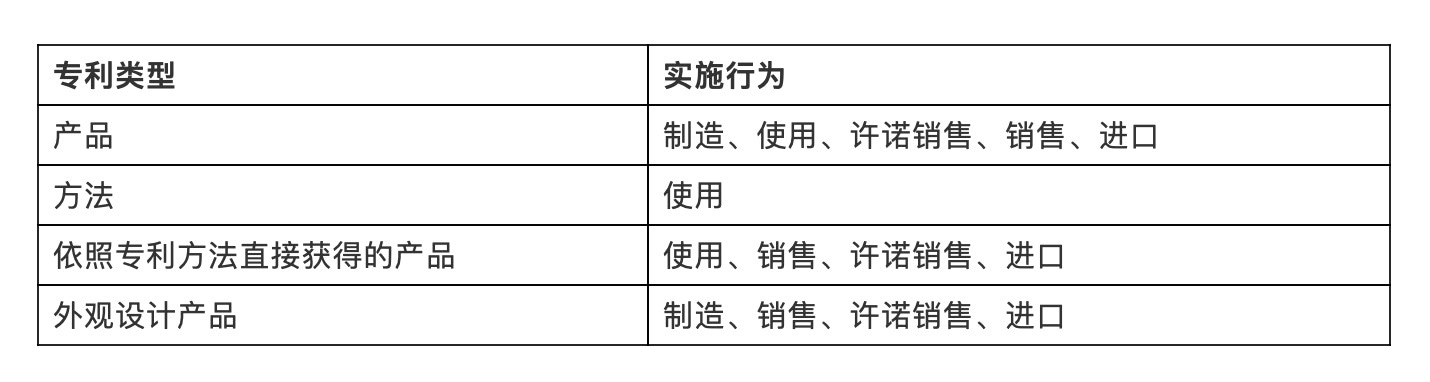 专利类型 实施行为
产品 制造、使用、许诺销售、销售、进口
方法 使用
依照专利方法直接获得的产品 使用、销售、许诺销售、进口
外观设计产品 制造、销售、许诺销售、进口